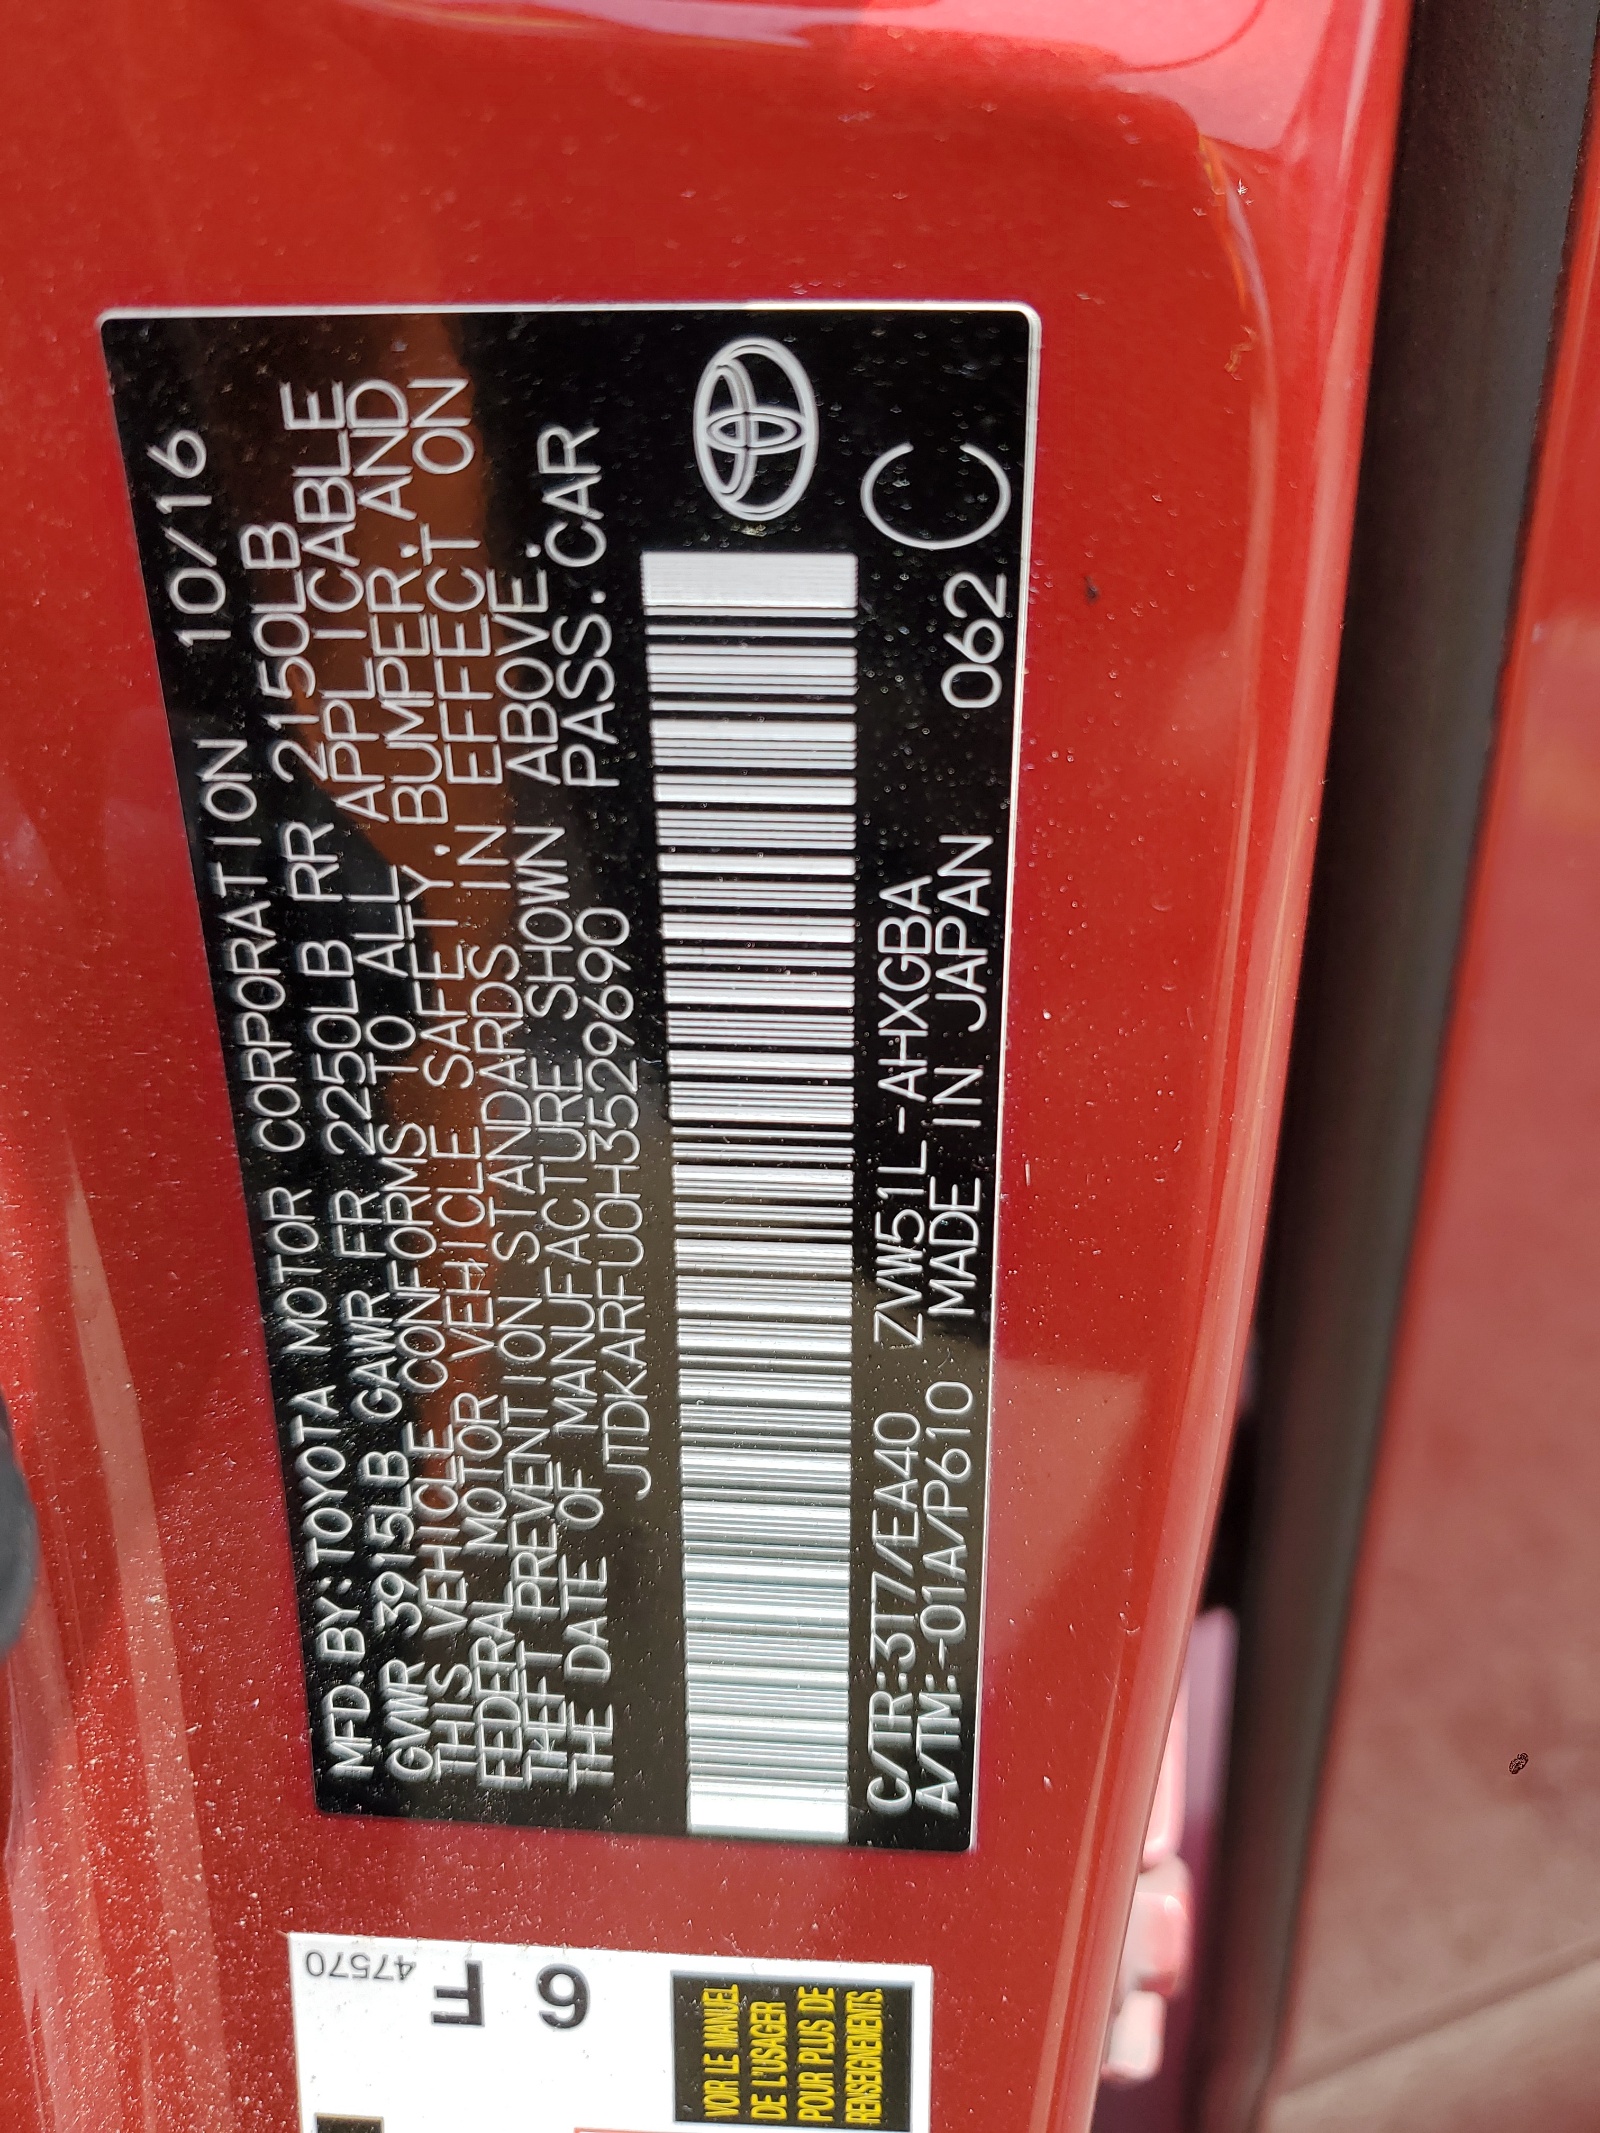 MFD.BY:TOYOTA MOTOR CORPORATION 10/16
GVWR 3915LB GAWR FR 2250LB RR 2150LB
THIS VEHICLE CONFORMS TO ALL APPLICABLE
FEDERAL MOTOR VEHICLE SAFETY, BUMPER, AND
THEFT PREVENTION STANDARDS IN EFFECT ON
THE DATE OF MANUFACTURE SHOWN ABOVE.
JTDKARFU0H3529690 PASS.CAR
C/TR:3T7/EA40 ZVW51L-AHXGBA
A/TM:-01A/P610 MADE IN JAPAN 062 C
47570
F
6
VOIR LE MANUEL
DE L'USAGER
POUR PLUS DE
RENSEIGNEMENTS